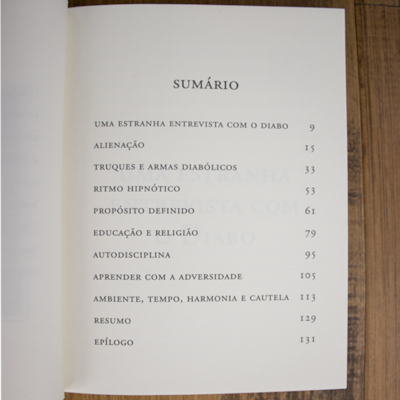 SUMÁRIO
UMA ESTRANHA ENTREVISTA COM O DIABO 9
ALIENAÇÃO 15
TRUQUES E ARMAS DIABÓLICOS 33
RITMO HIPNÓTICO 53
PROPÓSITO DEFINIDO 61
EDUCAÇÃO E RELIGIÃO 79
AUTODISCIPLINA 95
APRENDER COM A ADVERSIDADE 105
AMBIENTE, TEMPO, HARMONIA E CAUTELA 113
RESUMO 129
EPÍLOGO 131